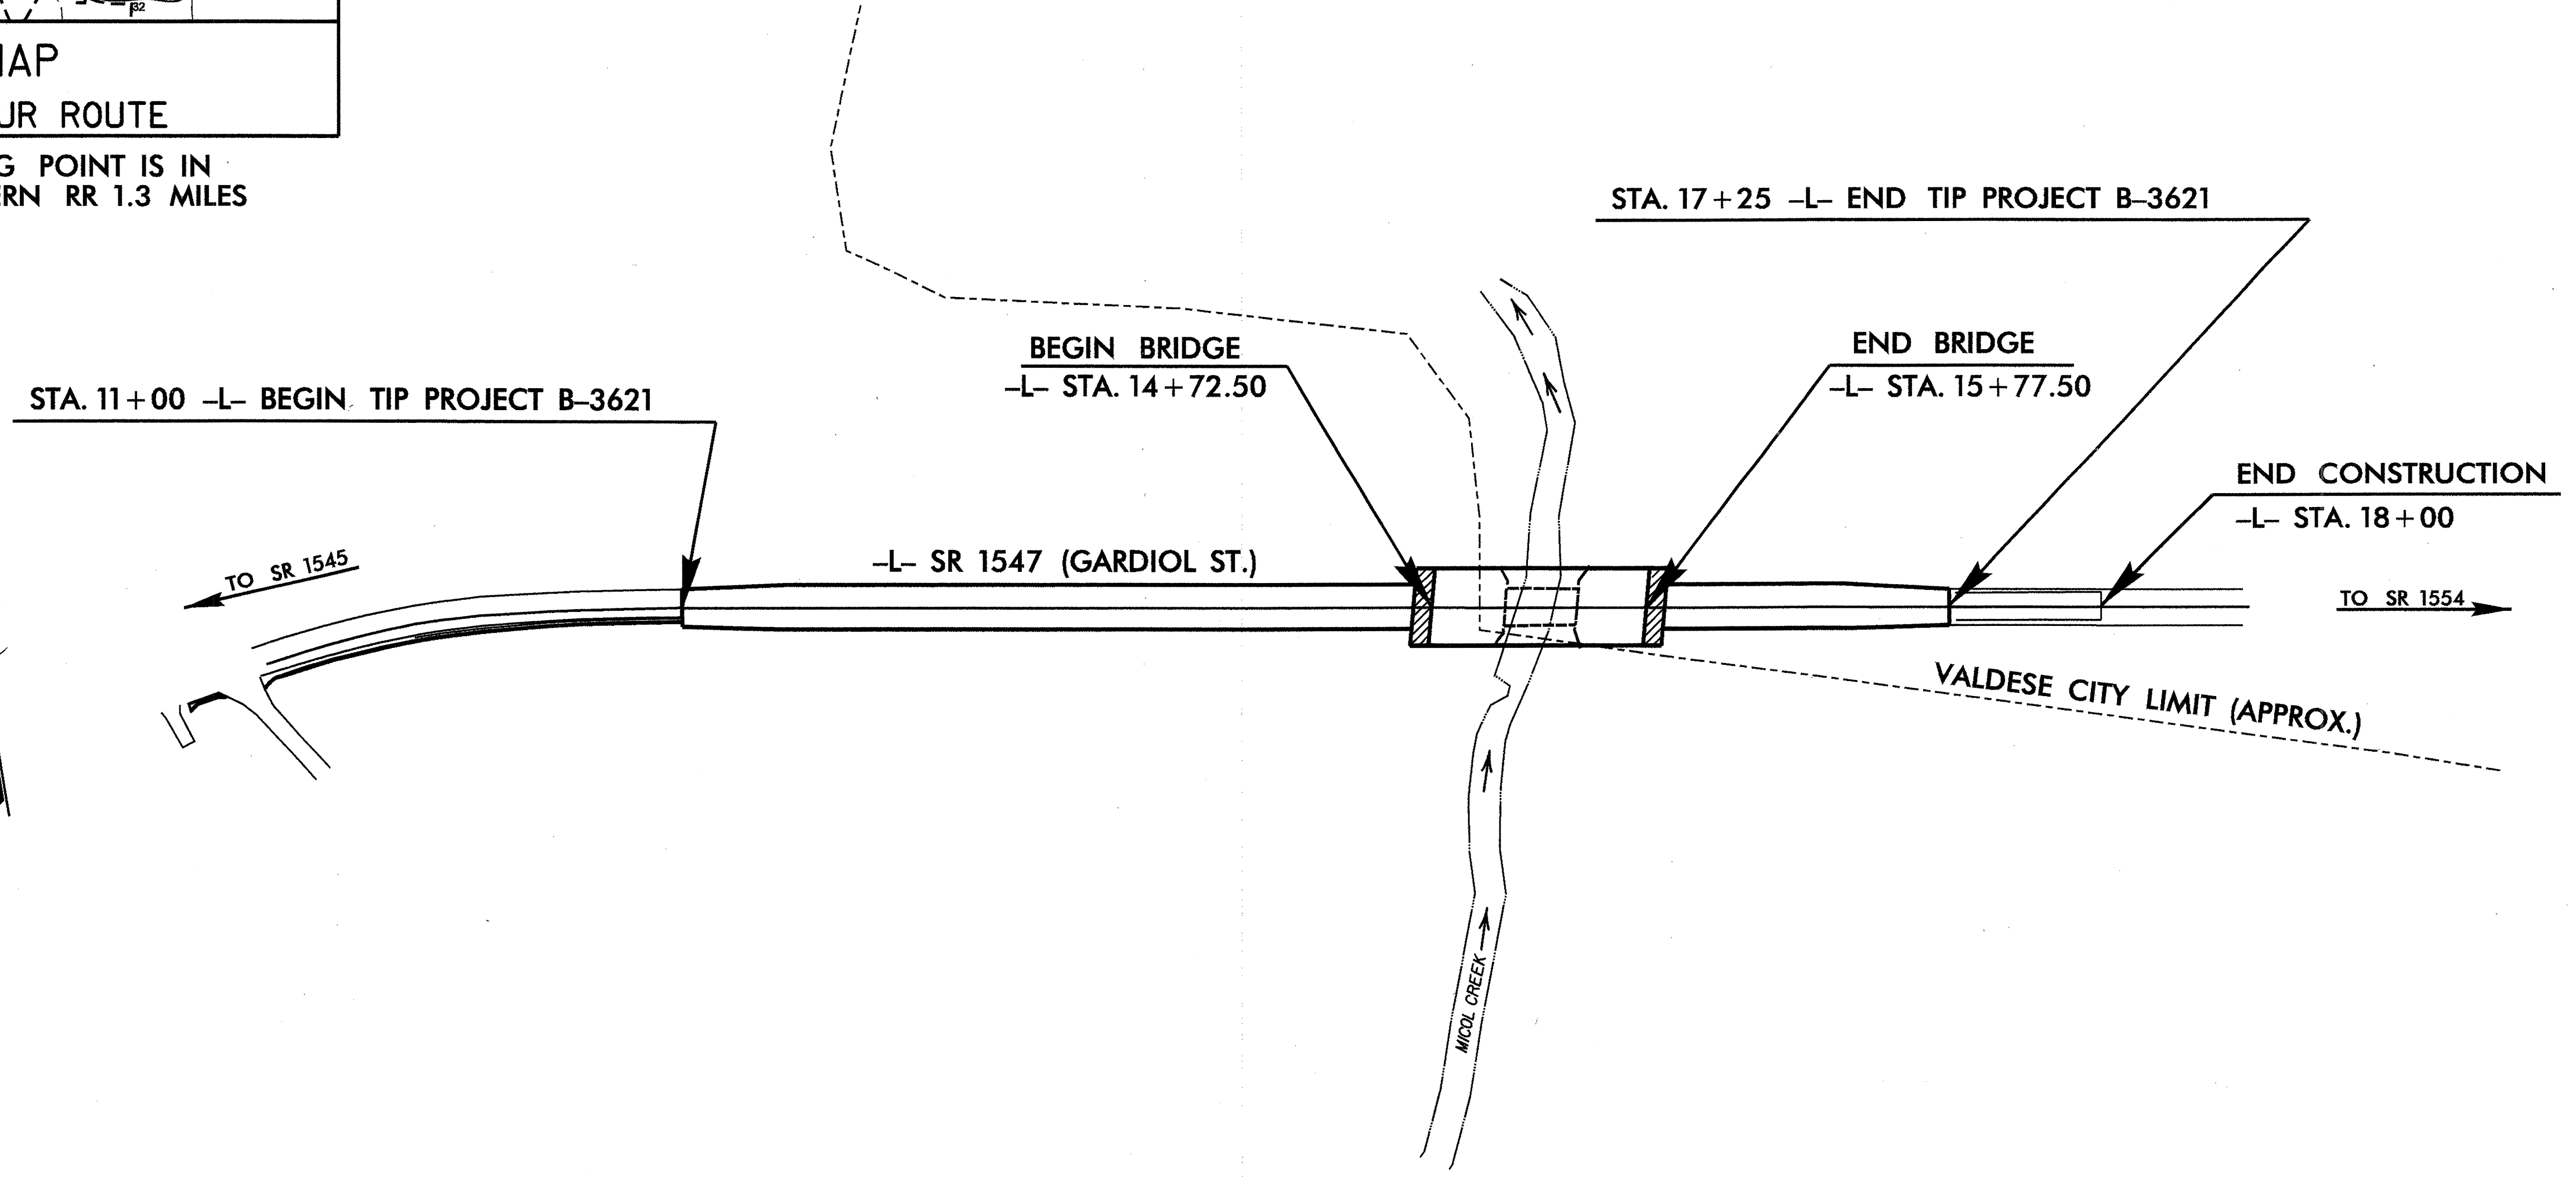 32
UR ROUTE
POINT IS IN
RR 1.3 MILES
STA. 17+25 –L– END TIP PROJECT B–3621
BEGIN BRIDGE
–L– STA. 14+72.50
END BRIDGE
–L– STA. 15+77.50
STA. 11+00 –L– BEGIN TIP PROJECT B–3621
END CONSTRUCTION
–L– STA. 18+00
TO SR 1545
–L– SR 1547 (GARDIOL ST.)
TO SR 1554
VALDESE CITY LIMIT (APPROX.)
MICOL CREEK